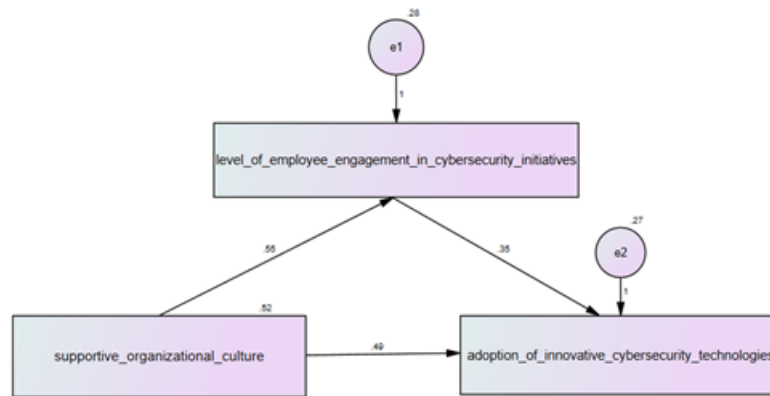 .28
e1
1
level_of_employee_engagement_in_cybersecurity_initiatives
.55
.35
.27
e2
1
.52
supportive_organizational_culture
.49
adoption_of_innovative_cybersecurity_technologies